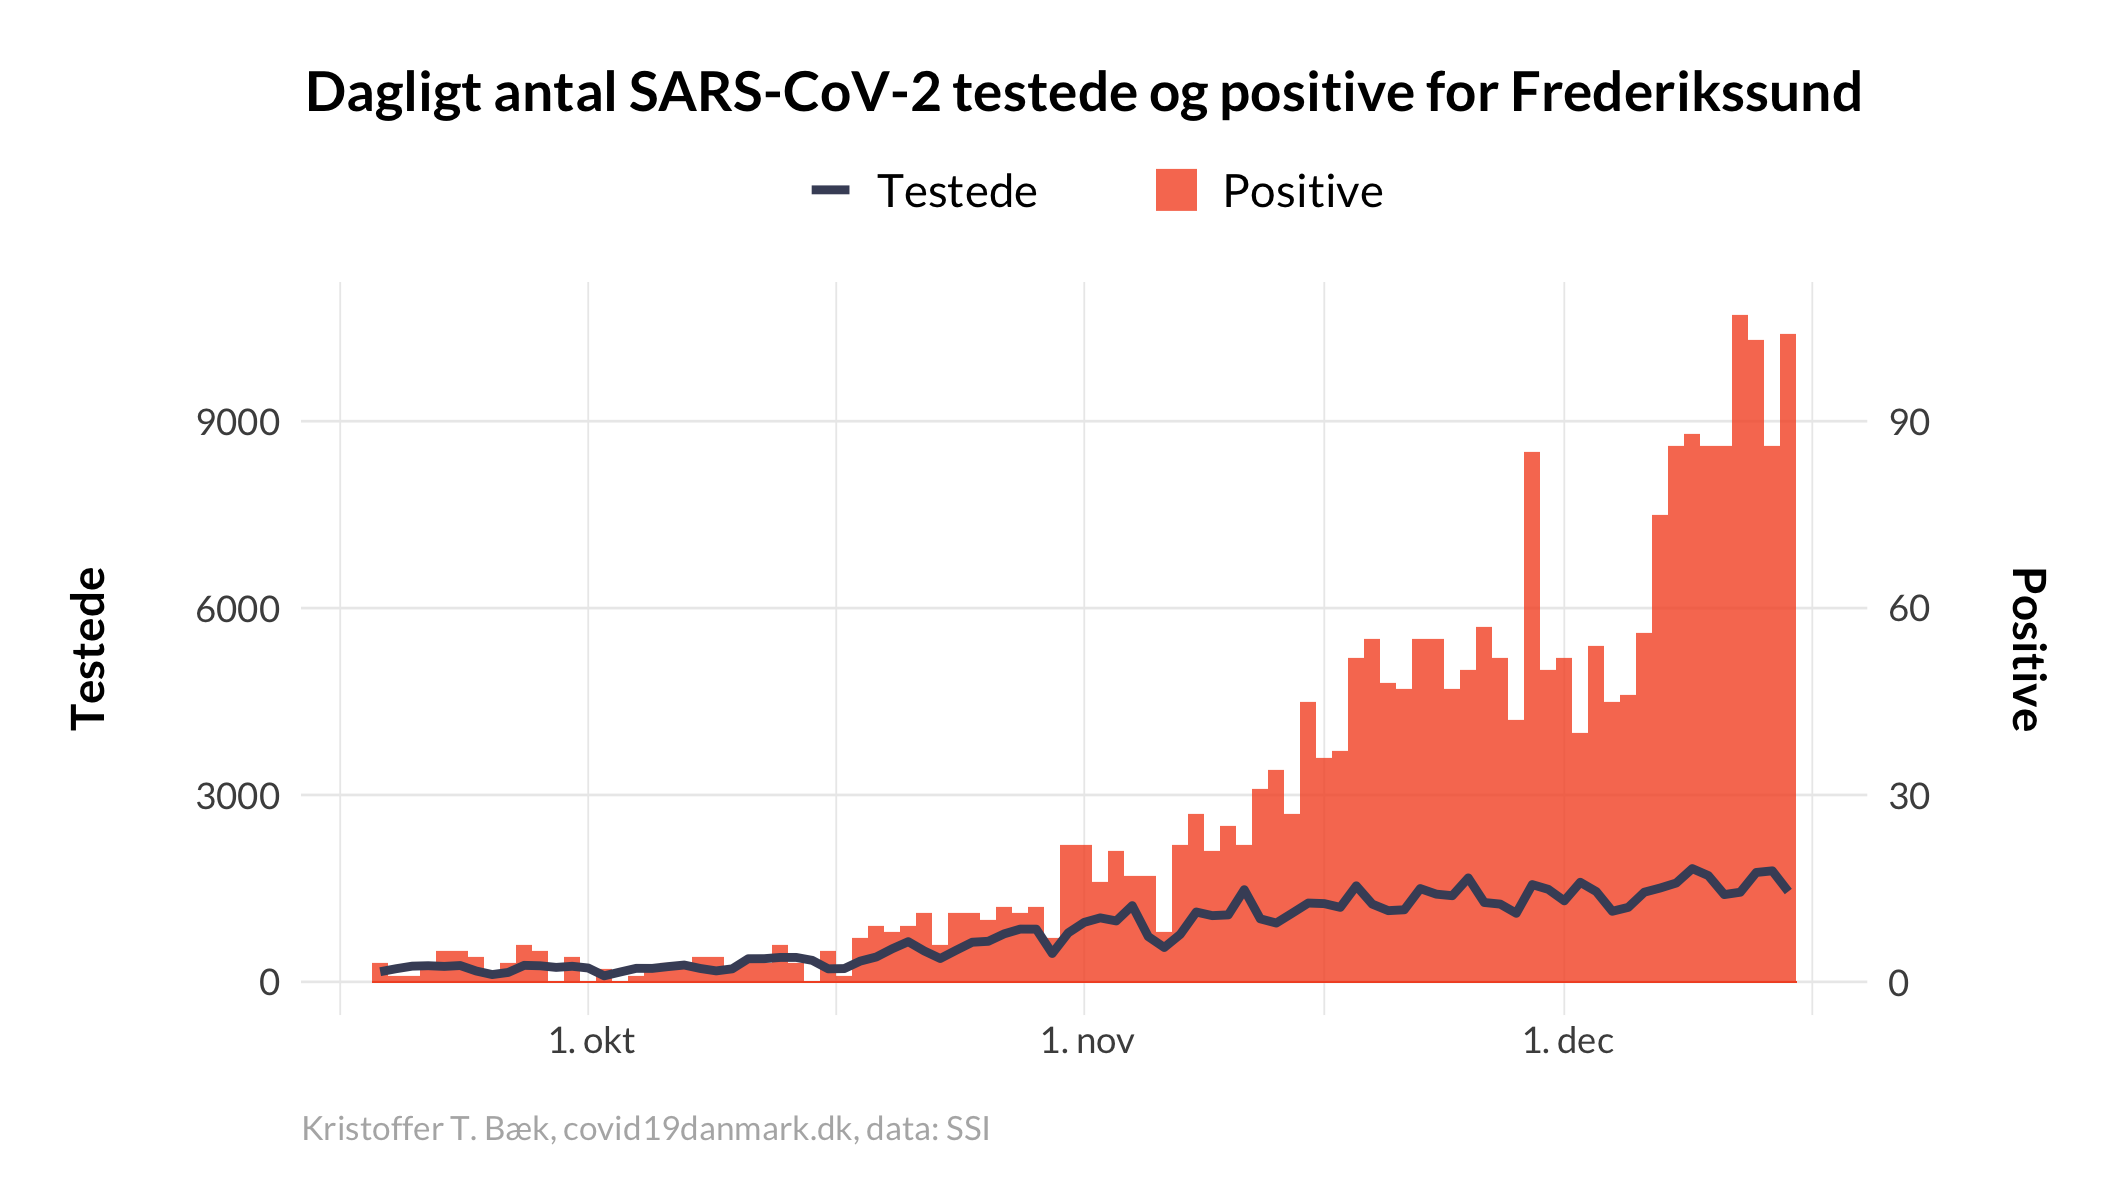 Dagligt antal SARS-CoV-2 testede og positive for Frederikssund
Testede
Positive
Testede
9000
6000
3000
0
90
60
30
0
Positive
1. okt
1. nov
1. dec
Kristoffer T. Bæk, covid19danmark.dk, data: SSI